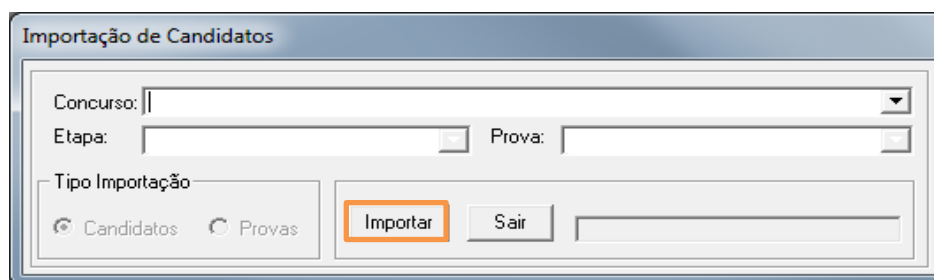 Importação de Candidatos
Concurso:
Etapa: Prova:
Tipo Importação
Candidatos Provas Importar Sair